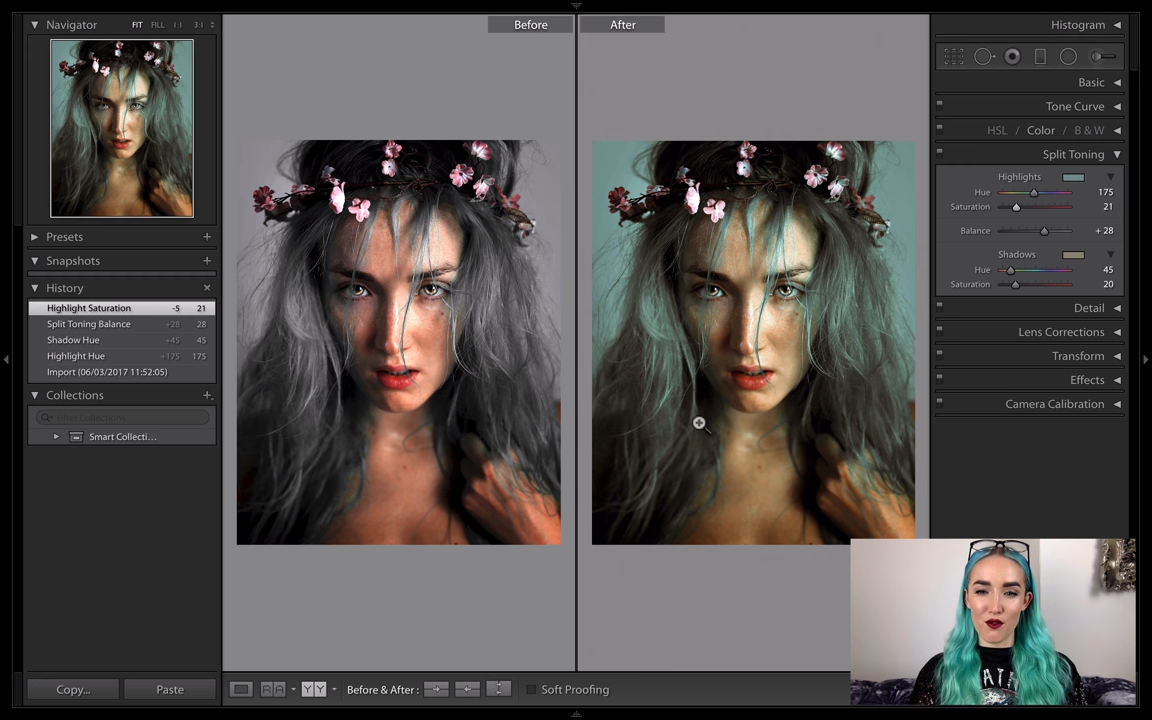 Navigator FIT FILL 1:1 3:1
Presets
Snapshots
History
Highlight Saturation -5 21
Split Toning Balance +28 28
Shadow Hue +45 45
Highlight Hue +175 175
Import (06/03/2017 11:52:05)
Collections
Filter Collections
Smart Collecti...
Copy... Paste
Before After
Before & After : Soft Proofing
Histogram
Basic
Tone Curve
HSL / Color / B & W
Split Toning
Highlights
Hue 175
Saturation 21
Balance + 28
Shadows
Hue 45
Saturation 20
Detail
Lens Corrections
Transform
Effects
Camera Calibration